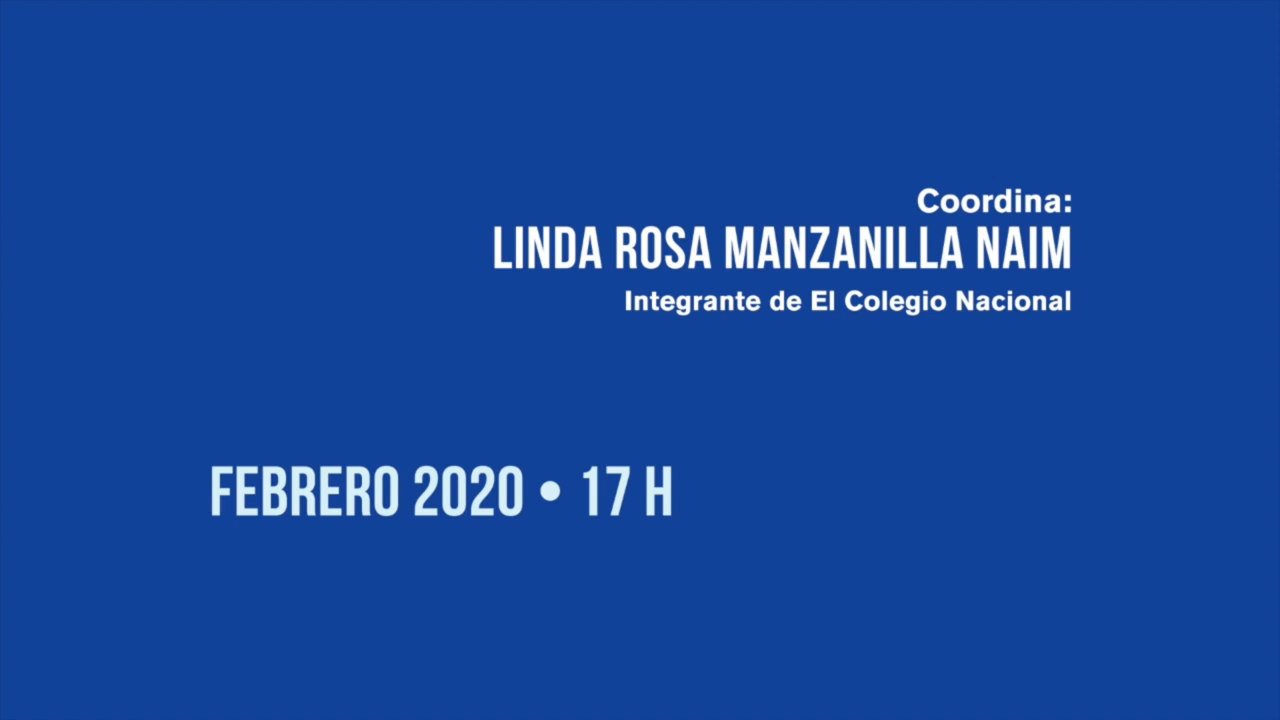 Coordina:
LINDA ROSA MANZANILLA NAIM
Integrante de El Colegio Nacional
FEBRERO 2020 • 17 H